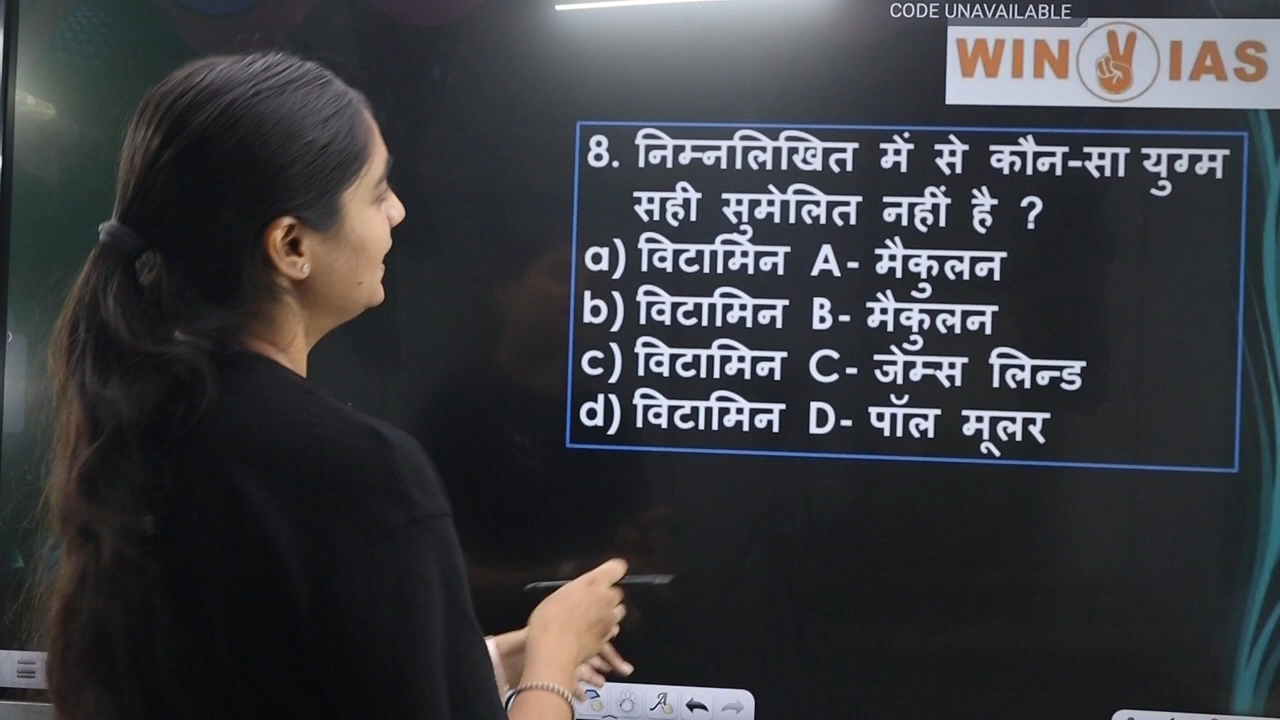 CODE UNAVAILABLE
WIN IAS
8. निम्नलिखित में से कौन-सा युग्म
सही सुमेलित नहीं है ?
a) विटामिन A- मैकुलन
b) विटामिन B- मैकुलन
c) विटामिन C- जेम्स लिन्ड
d) विटामिन D- पॉल मूलर